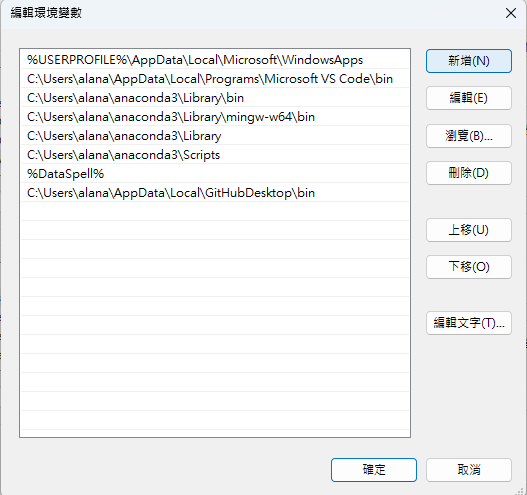 編輯環境變數
%USERPROFILE%\AppData\Local\Microsoft\WindowsApps
C:\Users\alana\AppData\Local\Programs\Microsoft VS Code\bin
C:\Users\alana\anaconda3\Library\bin
C:\Users\alana\anaconda3\Library\mingw-w64\bin
C:\Users\alana\anaconda3\Library
C:\Users\alana\anaconda3\Scripts
%DataSpell%
C:\Users\alana\AppData\Local\GitHubDesktop\bin
新增(N)
編輯(E)
瀏覽(B)...
刪除(D)
上移(U)
下移(O)
編輯文字(T)...
確定
取消